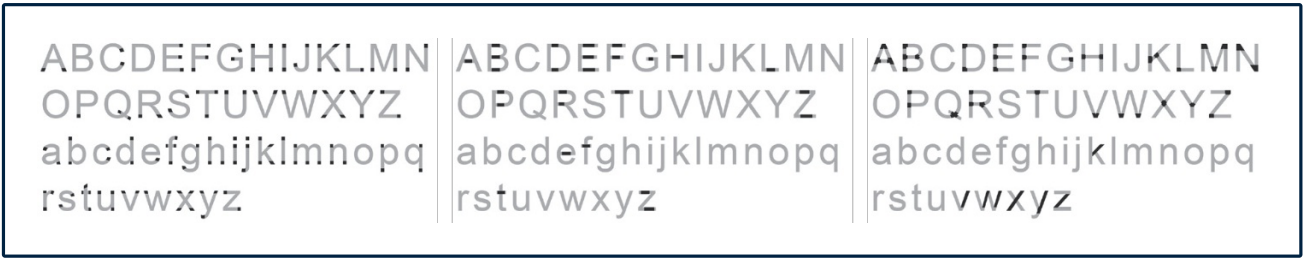 ABCDEFGHIJKLMN
OPQRSTUVWXYZ
abcdefghijklmnopq
rstuvwxyz
ABCDEFGHIJKLMN
OPQRSTUVWXYZ
abcdefghijklmnopq
rstuvwxyz
ABCDEFGHIJKLMN
OPQRSTUVWXYZ
abcdefghijklmnopq
rstuvwxyz